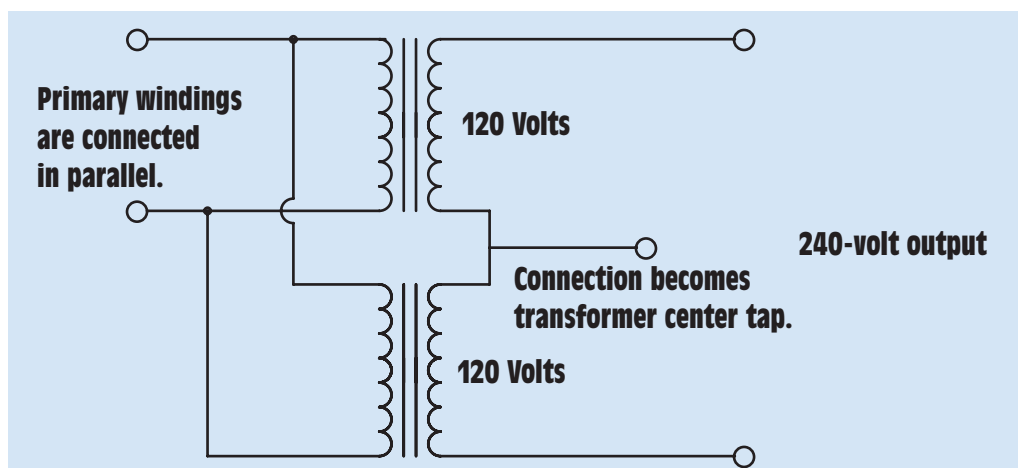 Primary windings
are connected
in parallel.
120 Volts
240-volt output
Connection becomes
transformer center tap.
120 Volts